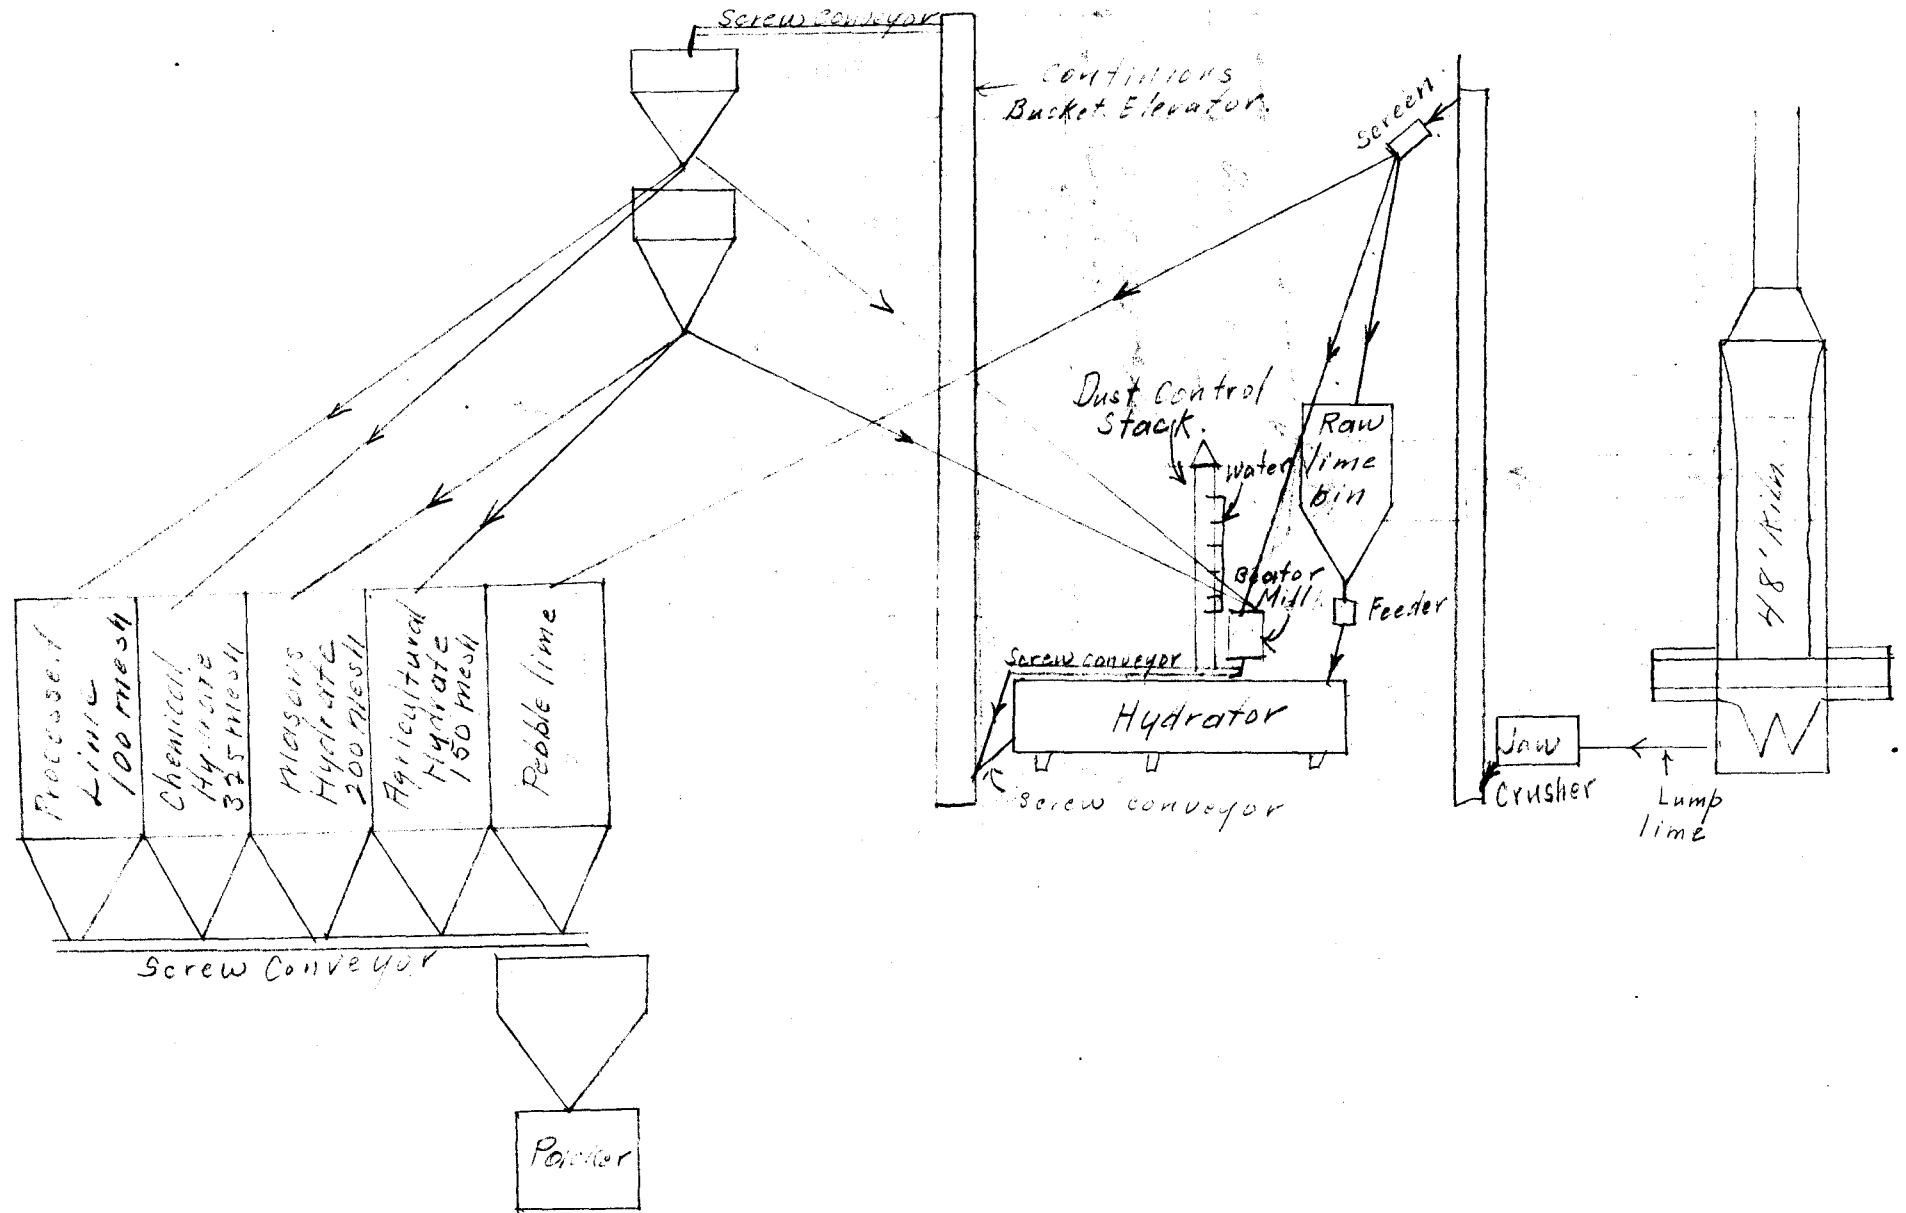 Screw Conveyor
Continions
Bucket Elevator
Screen
Dust Control
Stack.
Water
Raw
lime
bin
Beator
Mill
Feeder
48' Kiln
Screw conveyor
Hydrator
Screw conveyor
Jaw
Crusher
Lump
lime
Processed
Lime
100 mesh
Chemical
Hydrate
325 mesh
Masons
Hydrate
200 mesh
Agricultural
Hydrate
150 mesh
Pebble lime
Screw Conveyor